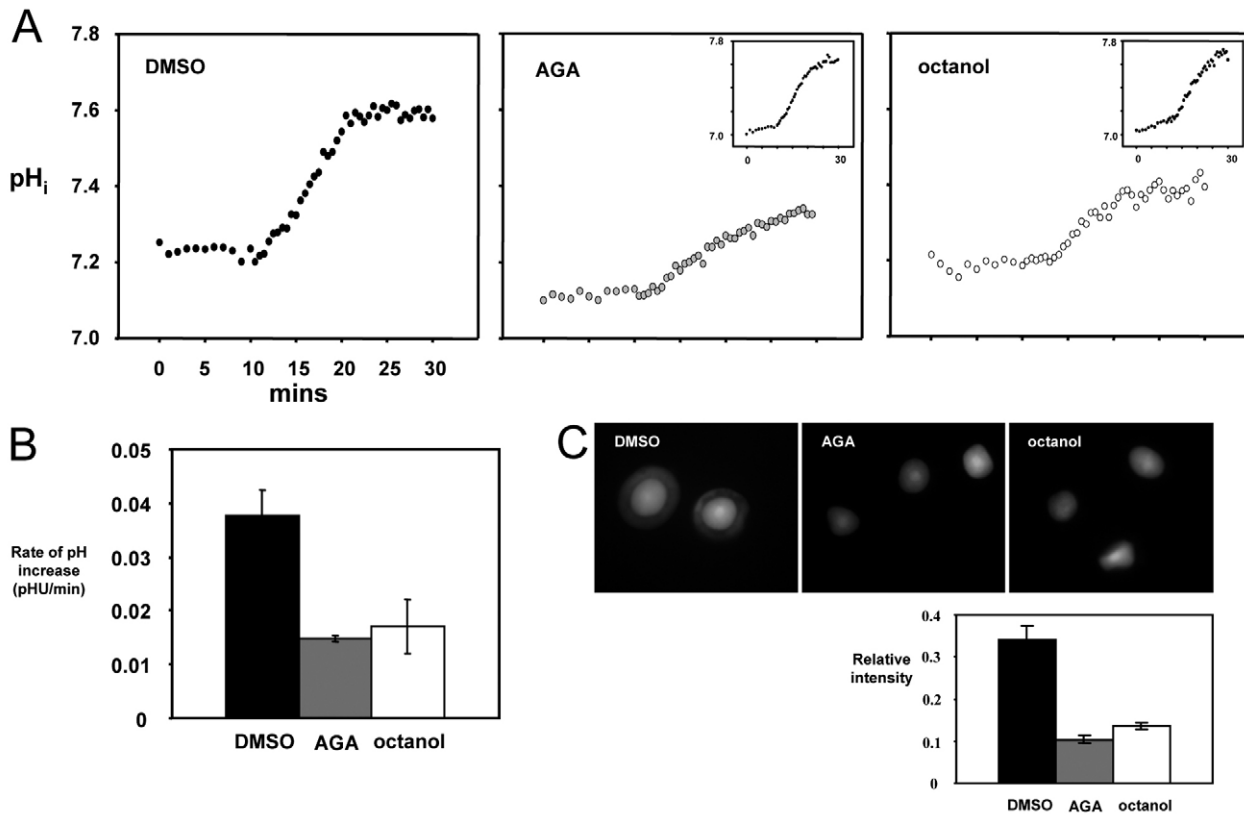 A
DMSO
AGA
octanol
7.8
7.6
7.4
7.2
7.0
pHi
0 5 10 15 20 25 30
mins
7.8
7.0
0 30
7.8
7.0
0 30
B
0.05
0.04
0.03
0.02
0.01
0
Rate of pH
increase
(pHU/min)
DMSO AGA octanol
C
DMSO
AGA
octanol
0.4
0.3
0.2
0.1
0
Relative
intensity
DMSO AGA octanol